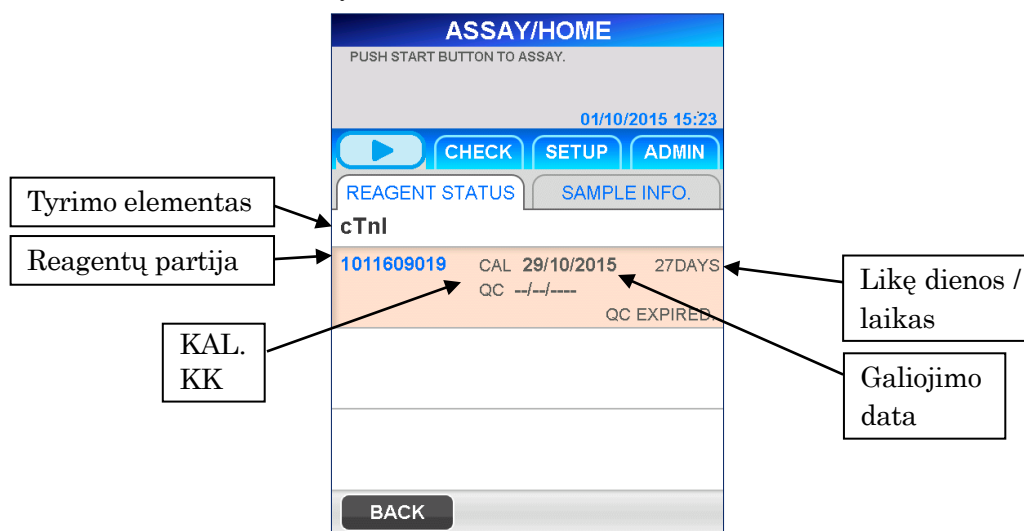 ASSAY/HOME
PUSH START BUTTON TO ASSAY.
01/10/2015 15:23
CHECK SETUP ADMIN
REAGENT STATUS SAMPLE INFO.
Tyrimo elementas
cTnI
Reagentų partija
1011609019 CAL 29/10/2015 27DAYS
QC --/--/----
QC EXPIRED.
Likę dienos /
laikas
KAL.
KK
Galiojimo
data
BACK